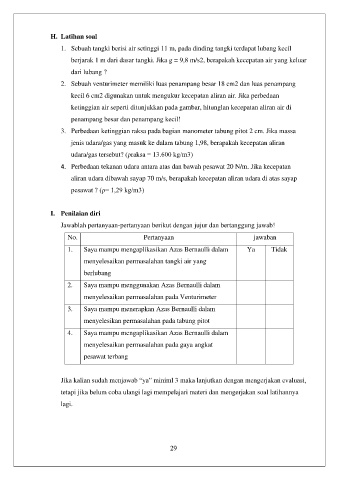 H. Latihan soal
1. Sebuah tangki berisi air setinggi 11 m, pada dinding tangki terdapat lubang kecil
berjarak 1 m dari dasar tangki. Jika g = 9,8 m/s2, berapakah kecepatan air yang keluar
dari lubang ?
2. Sebuah venturimeter memiliki luas penampang besar 18 cm2 dan luas penampang
kecil 6 cm2 digunakan untuk mengukur kecepatan aliran air. Jika perbedaan
ketinggian air seperti ditunjukkan pada gambar, hitunglan kecepatan aliran air di
penampang besar dan penampang kecil!
3. Perbedaan ketinggian raksa pada bagian manometer tabung pitot 2 cm. Jika massa
jenis udara/gas yang masuk ke dalam tabung 1,98, berapakah kecepatan aliran
udara/gas tersebut? (ρraksa = 13.600 kg/m3)
4. Perbedaan tekanan udara antara atas dan bawah pesawat 20 N/m. Jika kecepatan
aliran udara dibawah sayap 70 m/s, berapakah kecepatan aliran udara di atas sayap
pesawat ? (ρ= 1,29 kg/m3)
I. Penilaian diri
Jawablah pertanyaan-pertanyaan berikut dengan jujur dan bertanggung jawab!
No. Pertanyaan jawaban
1. Saya mampu mengaplikasikan Azas Bernaulli dalam Ya Tidak
menyelesaikan permasalahan tangki air yang
berlubang
2. Saya mampu menggunakan Azas Bernaulli dalam
menyelesaikan permasalahan pada Venturimeter
3. Saya mampu menerapkan Azas Bernaulli dalam
menyelesikan permasalahan pada tabung pitot
4. Saya mampu mengaplikasikan Azas Bernaulli dalam
menyelesaikan permasalahan pada gaya angkat
pesawat terbang
Jika kalian sudah menjawab “ya” miniml 3 maka lanjutkan dengan mengerjakan evaluasi,
tetapi jika belum coba ulangi lagi mempelajari materi dan mengerjakan soal latihannya
lagi.
29